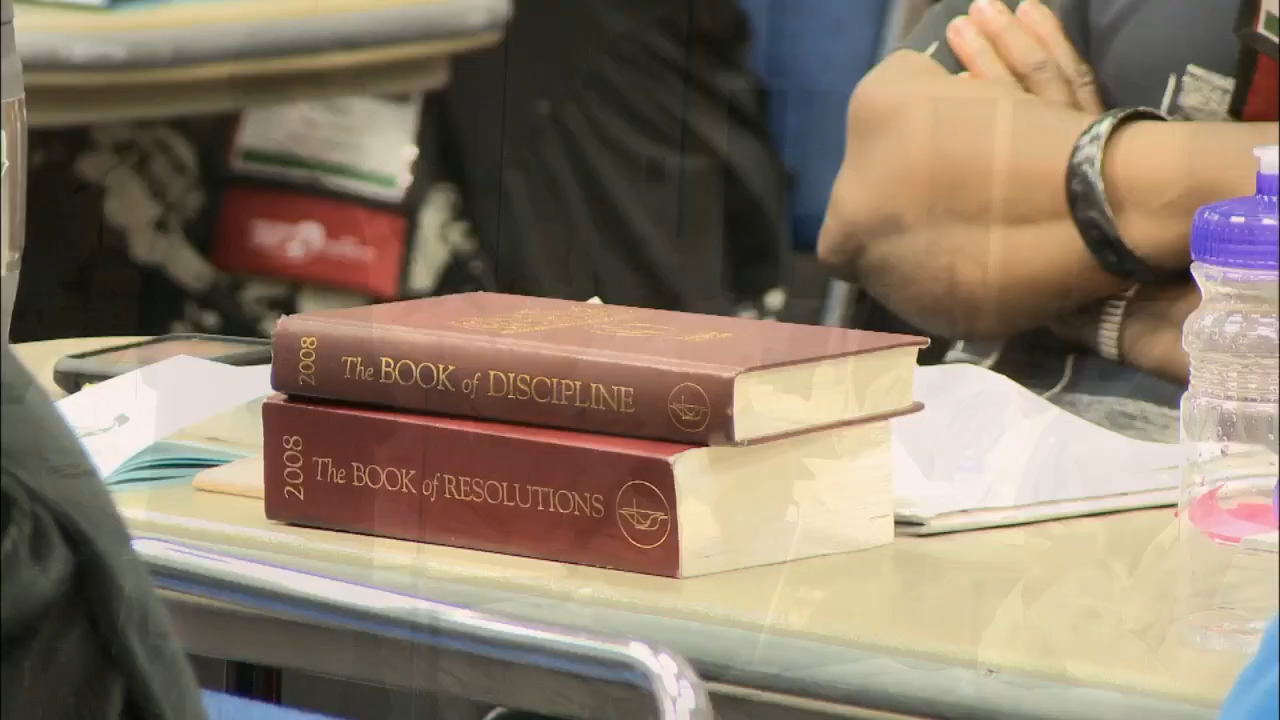 2008 The BOOK of DISCIPLINE
2008 The BOOK of RESOLUTIONS